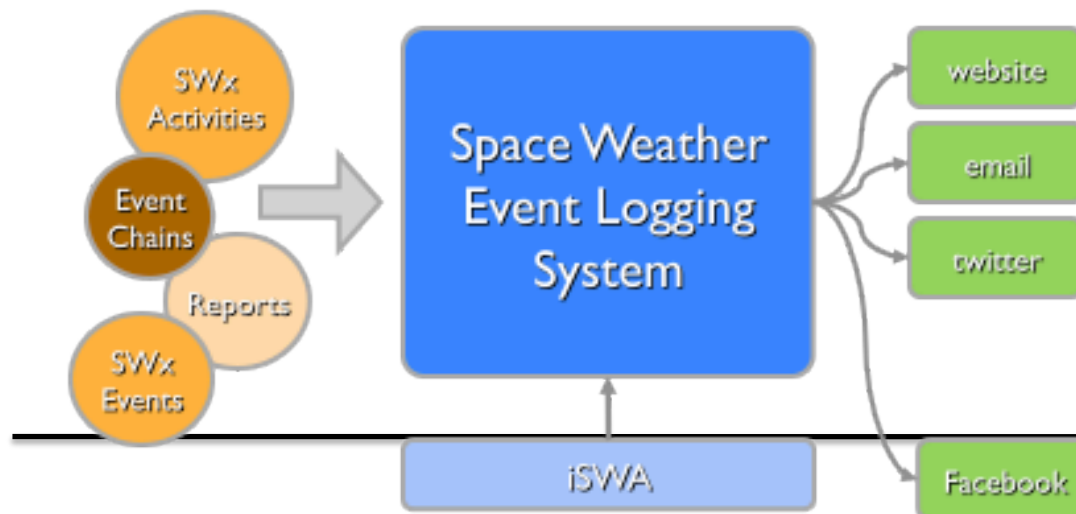 SWx
Activities
Event
Chains
Reports
SWx
Events
Space Weather
Event Logging
System
iSWA
website
email
twitter
Facebook